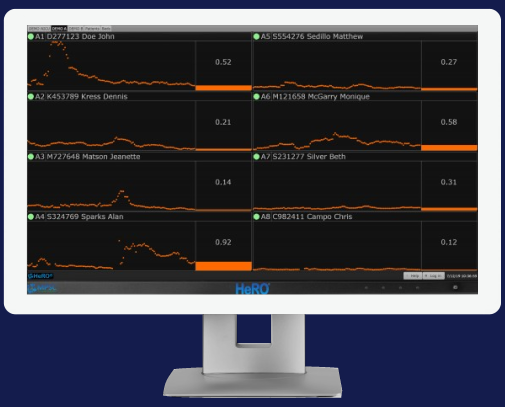 A1 D277123 Doe John
0.52
A5 S554276 Sedillo Matthew
0.27
A2 K453789 Kress Dennis
0.21
A6 M121658 McGarry Monique
0.58
A3 M727648 Matson Jeanette
0.14
A7 S231277 Silver Beth
0.31
A4 S324769 Sparks Alan
0.92
A8 C982411 Campo Chris
0.12
HeRO
Help
Log In
HeRO